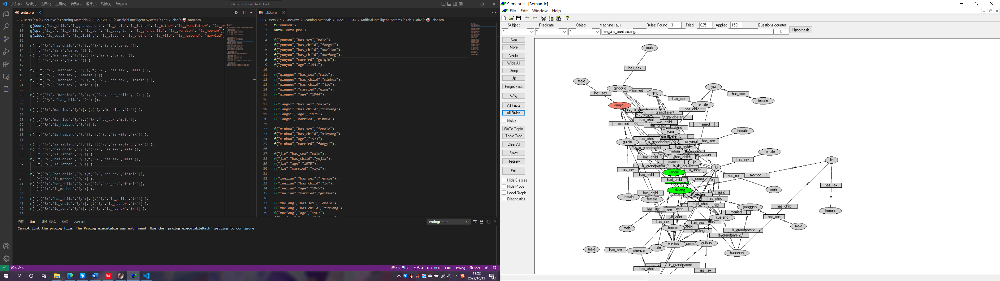 文件(F) 编辑(E) 选择(S) 查看(V) 转到(G) 运行(R) 终端(T) 帮助(H)
onto.pro - Visual Studio Code
onto.pro
C: > Users > a > OneDrive > Learning Materials > 2022.9-2023.1 > Artificial Intelligent Systems > Lab > lab2 > onto.pro
9 g(down,["has_child","is_grandparent", "is_uncle","is_father","is_mother","is_grandfather", "is_gr
10 g(up, ["is_a", "is_child", "is_son", "is_daughter", "is_grandchild", "is_grandson", "is_nephew"])
11 g(side,["is_cousin", "is_sibling", "is_sister", "is_brother", "is_wife", "is_husband", "married"]
12
13 r( [t("?x","has_child","?y"),t("?x","is_a","person")],
14 [t("?y","is_a","person")] ).
15 r( [t("?x","married","?y"),t("?x","is_a","person")],
16 [t("?y","is_a","person")] ).
17
18 r( [ t("?x", "married", "?y"), t("?x", "has_sex", "male") ],
19 [ t("?y", "has_sex", "female") ]).
20 r( [ t("?x", "married", "?y"), t("?x", "has_sex", "female") ],
21 [ t("?y", "has_sex", "male") ]).
22
23 r( [ t("?x", "married", "?y"), t("?x", "has_child", "?z") ],
24 [ t("?y", "has_child", "?z") ]).
25
26 r( [t("?x","married","?y")], [t("?y","married","?x")] ).
27
28 r( [t("?x","married","?y"),t("?x","has_sex","male")],
29 [t("?x","is_husband","?y")] ).
30
31 r( [t("?x","is_husband","?y")], [t("?y","is_wife","?x")] ).
32
33 r( [t("?x","is_sibling","?y")], [t("?y","is_sibling","?x")] ).
34 r( [t("?x","has_child","?y"),t("?x","has_sex","male")],
35 [t("?x","is_father","?y")] ).
36 r( [t("?x","has_child","?y"),t("?x","has_sex","male")],
37 [t("?x","is_father","?y")] ).
38
39 r( [t("?x","has_child","?y"),t("?x","has_sex","female")],
40 [t("?x","is_mother","?y")] ).
41 r( [t("?x","has_child","?y"),t("?x","has_sex","female")],
42 [t("?x","is_mother","?y")] ).
43
44 r( [t("?x","has_child","?y")], [t("?y","is_child","?x")] ).
45 r( [t("?x","is_uncle","?y")], [t("?y","is_nephew","?x")] ).
46 r( [t("?x","is_aunt","?y")], [t("?y","is_nephew","?x")] ).
47
lab2.pro
C: > Users > a > OneDrive > Learning Materials > 2022.9-2023.1 > Artificial Intelligent Systems > Lab > lab2 > lab2.pro
1 t("yunyou").
2 onto("onto.pro").
3
4 f("yunyou","has_sex","male").
5 f("yunyou","has_child","fangyi").
6 f("yunyou","has_child","xuelian").
7 f("yunyou","has_child","xuefang").
8 f("yunyou","married","guiqin").
9 f("yunyou","age","1941").
10
11 f("qingguo","has_sex","male").
12 f("qingguo","has_child","minhua").
13 f("qingguo","has_child","jie").
14 f("qingguo","married","qing").
15 f("qingguo","age","1944").
16
17 f("fangyi","has_sex","male").
18 f("fangyi","has_child","xinyang").
19 f("fangyi","age","1971").
20 f("fangyi","married","minhua").
21
22 f("minhua","has_sex","female").
23 f("minhua","has_child","xinyang").
24 f("minhua","age","1973").
25 f("minhua","married","fangyi").
26
27 f("jie","has_sex","male").
28 f("jie","has_child","yujia").
29 f("jie","age","1975").
30 f("jie","married","yiyi").
31
32 f("xuelian","has_sex","female").
33 f("xuelian","has_child","lu").
34 f("xuelian","age","1965").
35 f("xuelian","married","guihua").
36
37 f("xuefang","has_sex","female").
38 f("xuefang","has_child","zixiang").
39 f("xuefang","age","1967").
问题 输出 调试控制台 终端 JUPYTER
PrologLinter
Cannot lint the prolog file. The Prolog executable was not found. Use the 'prolog.executablePath' setting to configure
0 0
行 37，列 33 空格: 3 UTF-16 LE CRLF Prolog Spell
中
11:22
2022/10/12
2
Semantic - [Semantic]
File Edit Window Help
Subject Predicate Object Machine says Rules: Found 31 Tried 825 Applied 153 Questions counter
* * * fangyi is_aunt zixiang. 0 Hypothesis
Say
More
Wide
Wide All
Deep
Up
Forget Fact
Why
All Facts
All Rules
Naive
GoTo Topic
Topic Tree
Clear All
Save
Redraw
Exit
Hide Classes
Hide Props
Local Graph
Diagnostics
male
has_sex
male
qingguo
married
yiyi
has_sex
qing
has_sex
has_sex
female
yunyou
female
has_child
is_grandparent
is_grandparent
has_child
has_child
married
married
yujia
female
is_grandparent
has_child
guiqin
is_grandparent
xinyang
has_sex
is_grandparent
has_child
minhua
female
cousin
has_child
has_child
has_sex
married
jie
lin
is_grandparent
is_cousin
lu
has_sex
fangyi
is_uncle
has_child
has_sex
married
has_child
is_cousin
has_sex
zixiang
male
is_aunt
has_child
is_sibling
female
female
has_child
has_child
has_child
yanggen
female
has_sex
married
is_aunt
has_sex
xuefang
has_sex
has_sex
male
male
female
is_sibling
is_grandparent
is_grandparent
xuelian
married
guihua
male
has_sex
chenyan
male
haochen
is_grandparent
has_child
has_sex